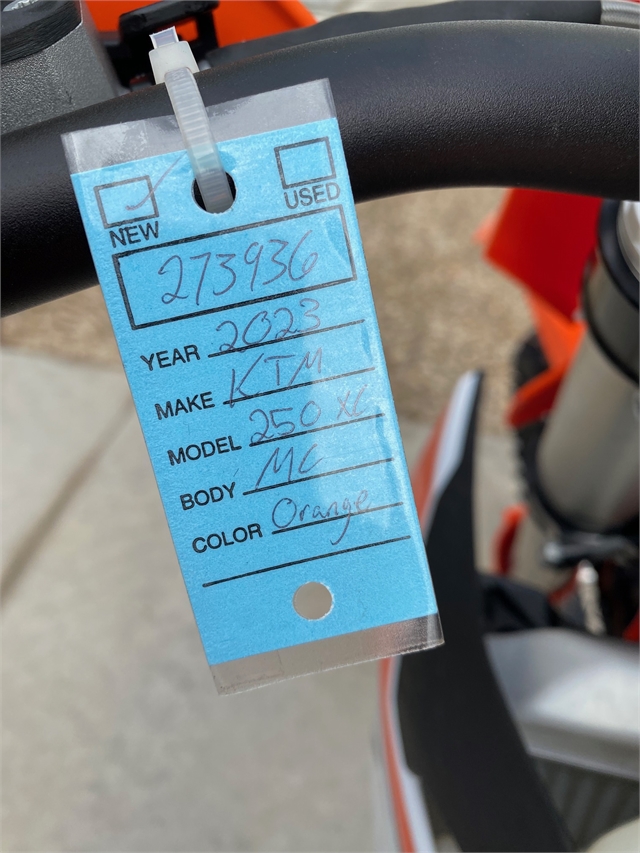 NEW USED
273936
YEAR 2023
MAKE KTM
MODEL 250 XC
BODY MC
COLOR Orange